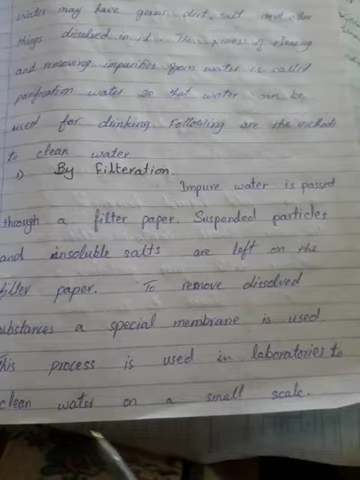 water may have germs dirt, salt and other
things dissolved in it. This process of cleaning
and removing impurities from water is called
purification water so that water can be
used for drinking. Following are the methods
to clean water
1) By Filteration.
Impure water is passed
through a filter paper. Suspended particles
and insoluble salts are left on the
filter paper. To remove dissolved
substances a special membrane is used
This process is used in laboratories to
clean water on a small scale.